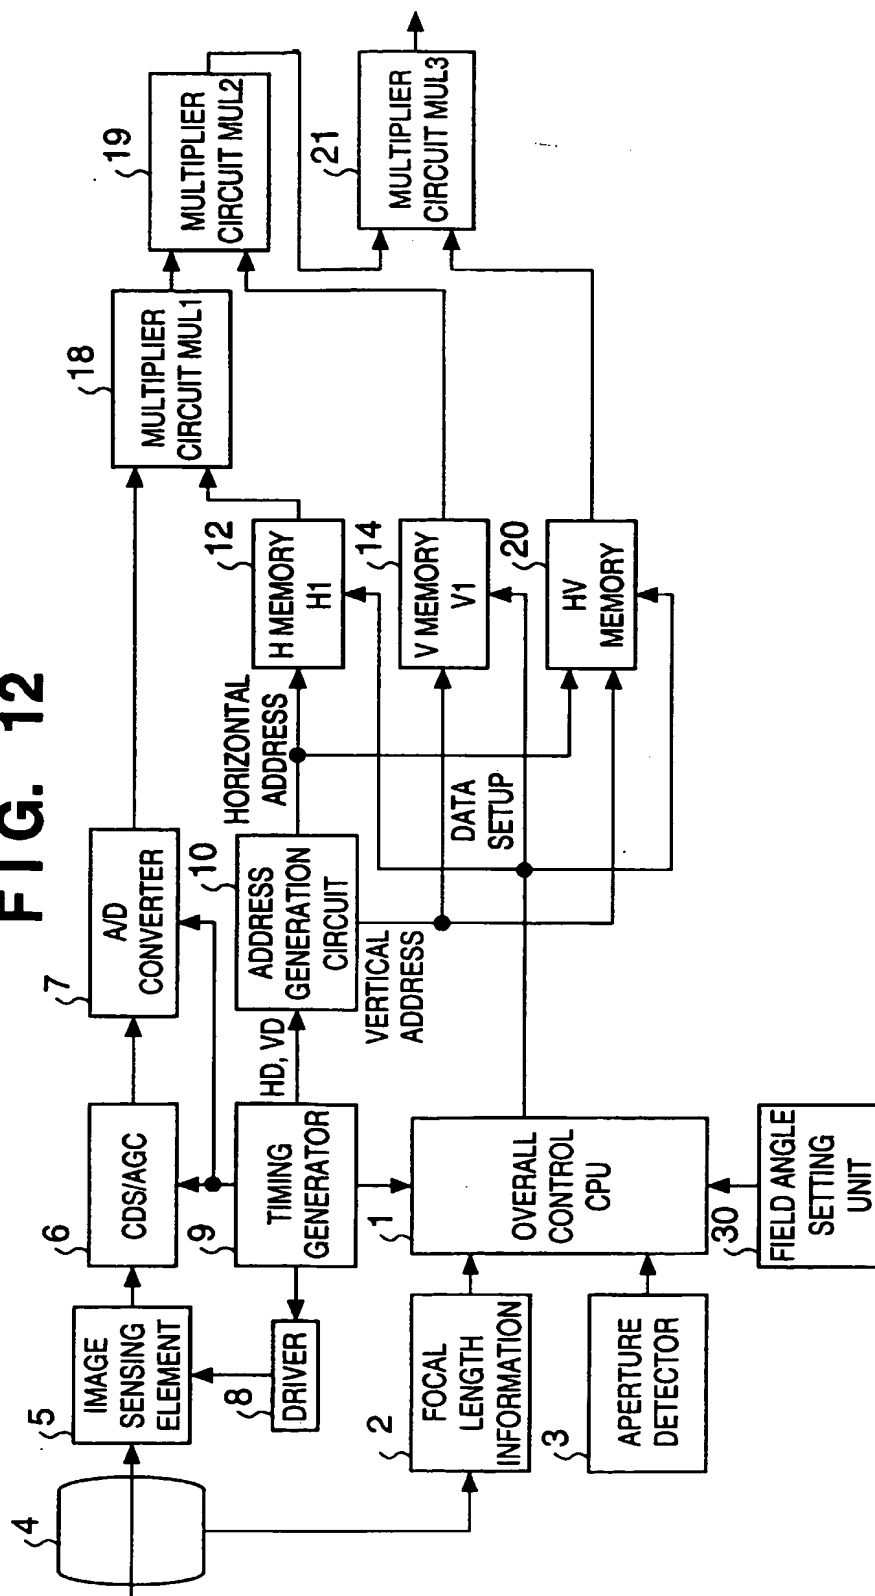 FIG. 12
4
5
IMAGE
SENSING
ELEMENT
6
CDS/AGC
7
A/D
CONVERTER
18
MULTIPLIER
CIRCUIT MUL1
19
MULTIPLIER
CIRCUIT MUL2
8
DRIVER
9
TIMING
GENERATOR
HD, VD
10
ADDRESS
GENERATION
CIRCUIT
HORIZONTAL
ADDRESS
VERTICAL
ADDRESS
12
H MEMORY
H1
14
V MEMORY
V1
20
HV
MEMORY
21
MULTIPLIER
CIRCUIT MUL3
DATA
SETUP
2
FOCAL
LENGTH
INFORMATION
1
OVERALL
CONTROL
CPU
3
APERTURE
DETECTOR
30
FIELD ANGLE
SETTING
UNIT